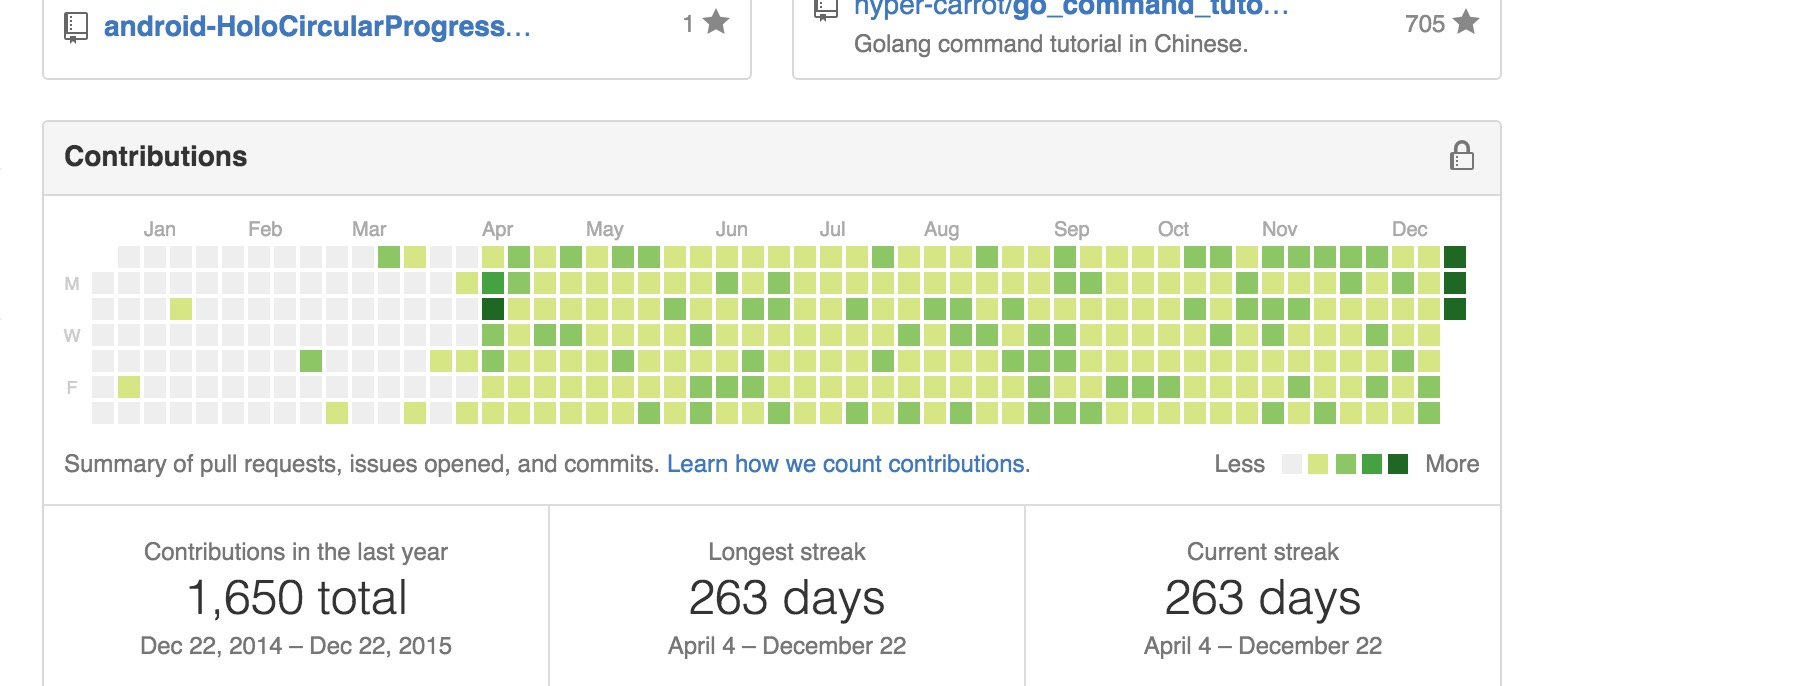 android-HoloCircularProgress…
1
hyper-carrot/go_command_tuto…
705
Golang command tutorial in Chinese.
Contributions
Jan Feb Mar Apr May Jun Jul Aug Sep Oct Nov Dec
M
W
F
Summary of pull requests, issues opened, and commits. Learn how we count contributions.
Less More
Contributions in the last year
1,650 total
Dec 22, 2014 – Dec 22, 2015
Longest streak
263 days
April 4 – December 22
Current streak
263 days
April 4 – December 22